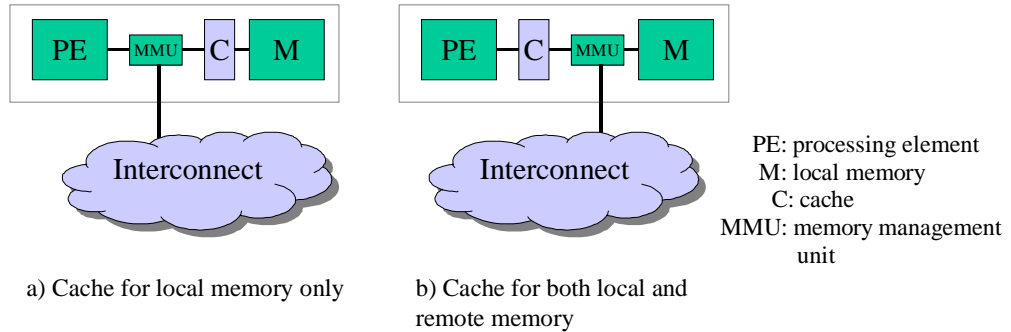 PE MMU C M
Interconnect
a) Cache for local memory only
PE C MMU M
Interconnect
b) Cache for both local and
remote memory
PE: processing element
M: local memory
C: cache
MMU: memory management
unit